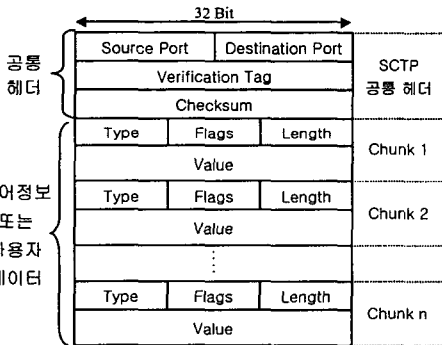 32 Bit
Source Port Destination Port
공통
헤더
Verification Tag
SCTP
공통 헤더
Checksum
Type Flags Length
Chunk 1
Value
Type Flags Length
어정보
또는
Chunk 2
Value
사용자
데이터
Type Flags Length
Chunk n
Value